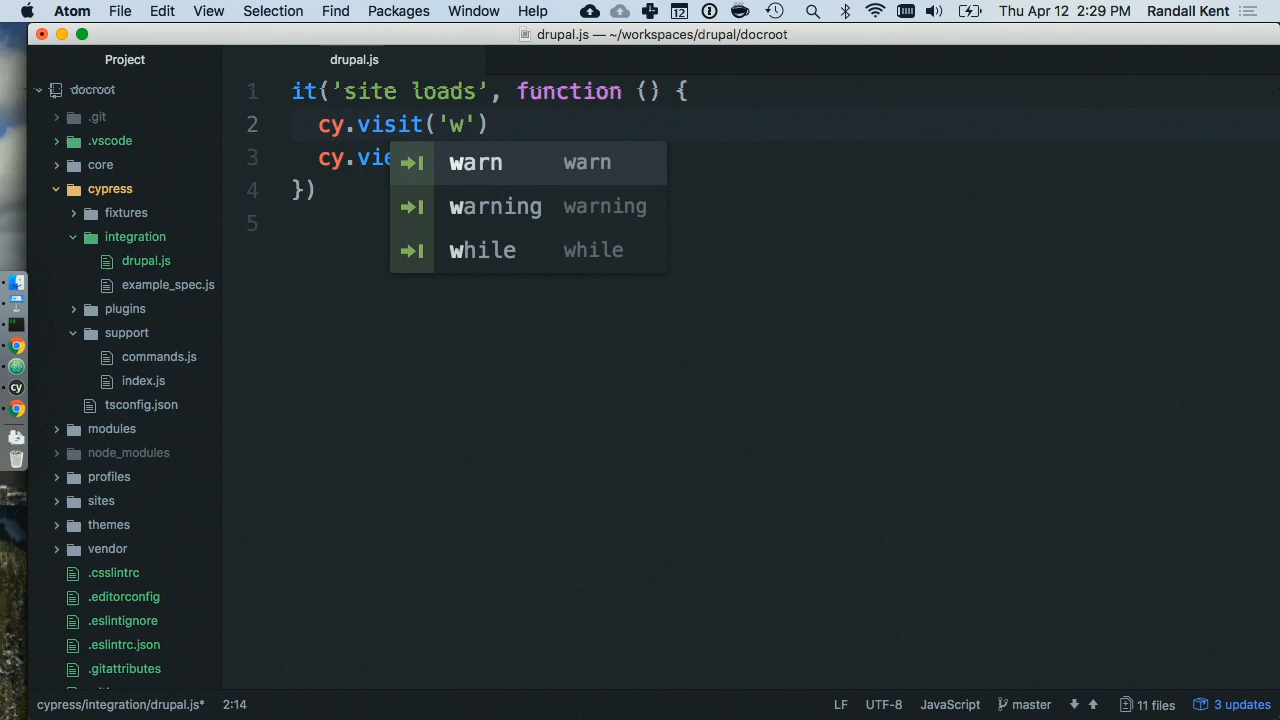 Atom File Edit View Selection Find Packages Window Help 12 Thu Apr 12 2:29 PM Randall Kent
drupal.js — ~/workspaces/drupal/docroot
Project
drupal.js
docroot
.git
.vscode
core
cypress
fixtures
integration
drupal.js
example_spec.js
plugins
support
commands.js
index.js
tsconfig.json
modules
node_modules
profiles
sites
themes
vendor
.csslintrc
.editorconfig
.eslintignore
.eslintrc.json
.gitattributes
1 it('site loads', function () {
2 cy.visit('w')
3 cy.vie
4 })
5
warn warn
warning warning
while while
cy
cypress/integration/drupal.js* 2:14 LF UTF-8 JavaScript master 11 files 3 updates